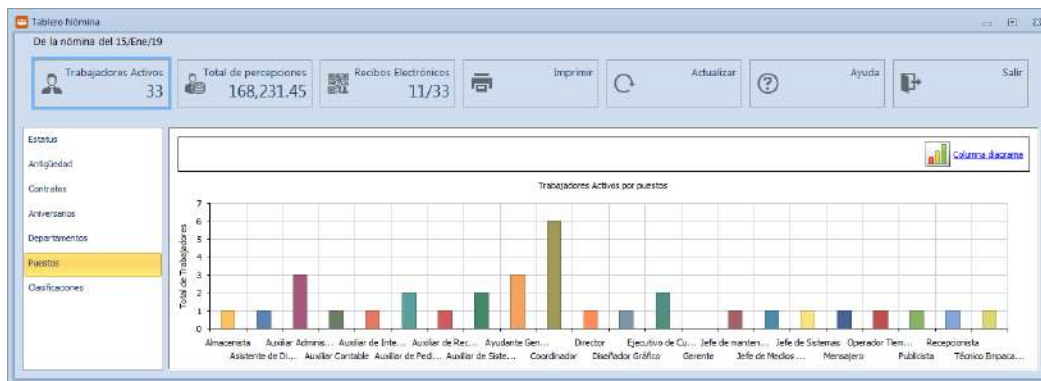 Tablero Nómina
De la nómina del 15/Ene/19
Trabajadores Activos
33
Total de percepciones
168,231.45
Recibos Electrónicos
11/33
Imprimir
Actualizar
Ayuda
Salir
Estatus
Antigüedad
Contratos
Aniversarios
Departamentos
Puestos
Clasificaciones
Columna diagrama
Trabajadores Activos por puestos
Total de Trabajadores
7
6
5
4
3
2
1
0
Almacenista Auxiliar Adminis... Auxiliar de Inte... Auxiliar de Rec... Ayudante Gen... Director Ejecutivo de Cu... Jefe de manten... Jefe de Sistemas Operador Tlem... Recepcionista
Asistente de Di... Auxiliar Contable Auxiliar de Ped... Auxiliar de Siste... Coordinador Diseñador Gráfico Gerente Jefe de Medios ... Mensajero Publicista Técnico Empaca...